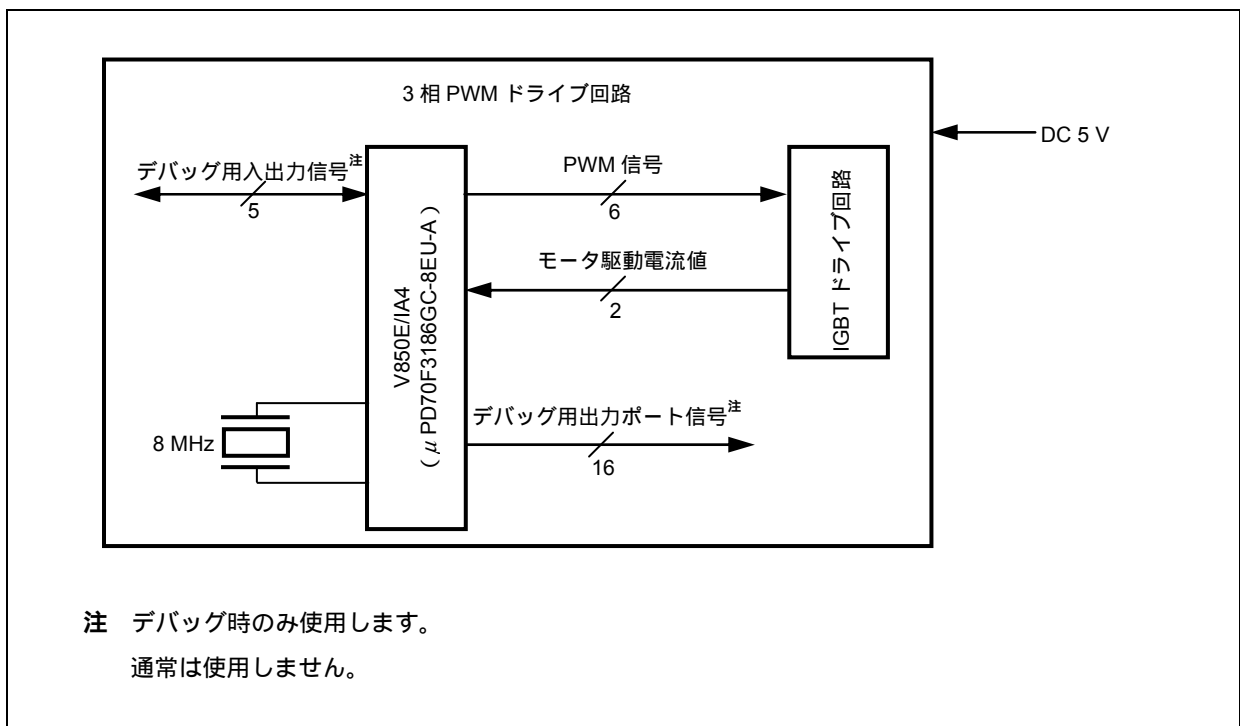 3 相 PWM ドライブ回路
DC 5 V
デバッグ用入出力信号注
5
PWM 信号
6
モータ駆動電流値
2
V850E/IA4
(μPD70F3186GC-8EU-A)
IGBT ドライブ回路
8 MHz
デバッグ用出力ポート信号注
16
注 デバッグ時のみ使用します。
通常は使用しません。